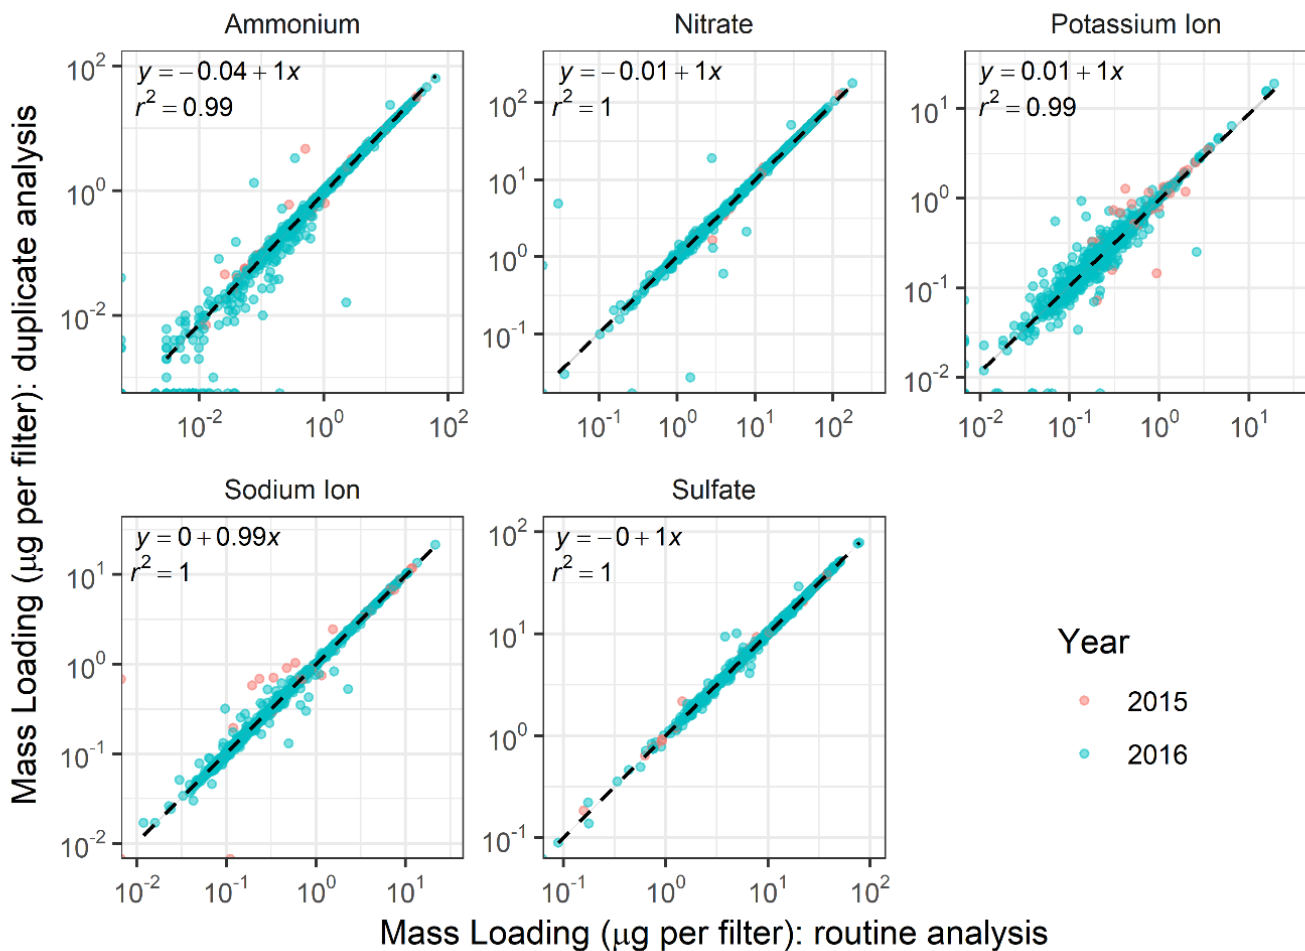 Ammonium
Nitrate
Potassium Ion
y = −0.04 + 1x
r² = 0.99
y = −0.01 + 1x
r² = 1
y = 0.01 + 1x
r² = 0.99
10²
10⁰
10⁻²
10⁻² 10⁰ 10²
10²
10¹
10⁰
10⁻¹
10⁻¹ 10⁰ 10¹ 10²
10¹
10⁰
10⁻¹
10⁻²
10⁻² 10⁻¹ 10⁰ 10¹
Mass Loading (μg per filter): duplicate analysis
Sodium Ion
Sulfate
y = 0 + 0.99x
r² = 1
y = −0 + 1x
r² = 1
10¹
10⁰
10⁻¹
10⁻²
10⁻² 10⁻¹ 10⁰ 10¹
10²
10¹
10⁰
10⁻¹
10⁻¹ 10⁰ 10¹ 10²
Year
2015
2016
Mass Loading (μg per filter): routine analysis